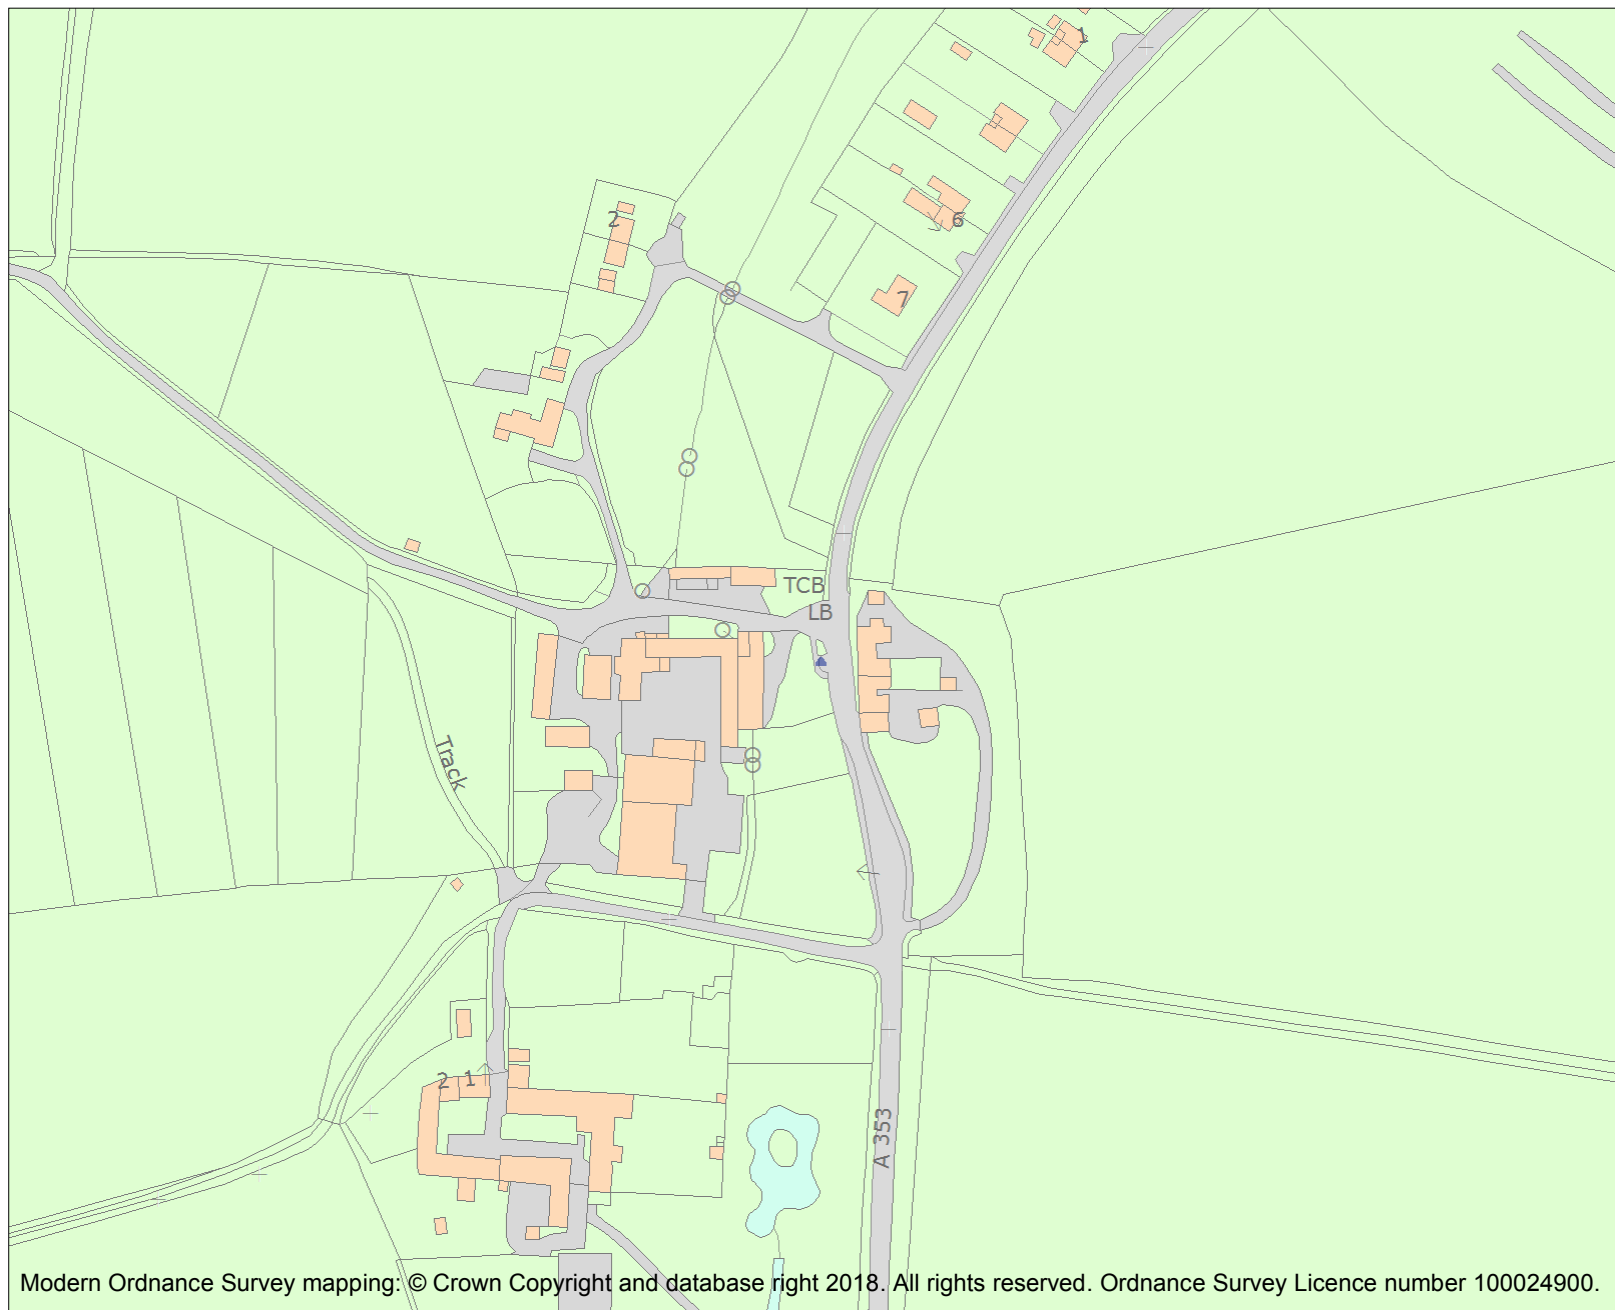 1
2
6
7
TCB
LB
Track
2 1
A 353
Modern Ordnance Survey mapping: © Crown Copyright and database right 2018. All rights reserved. Ordnance Survey Licence number 100024900.